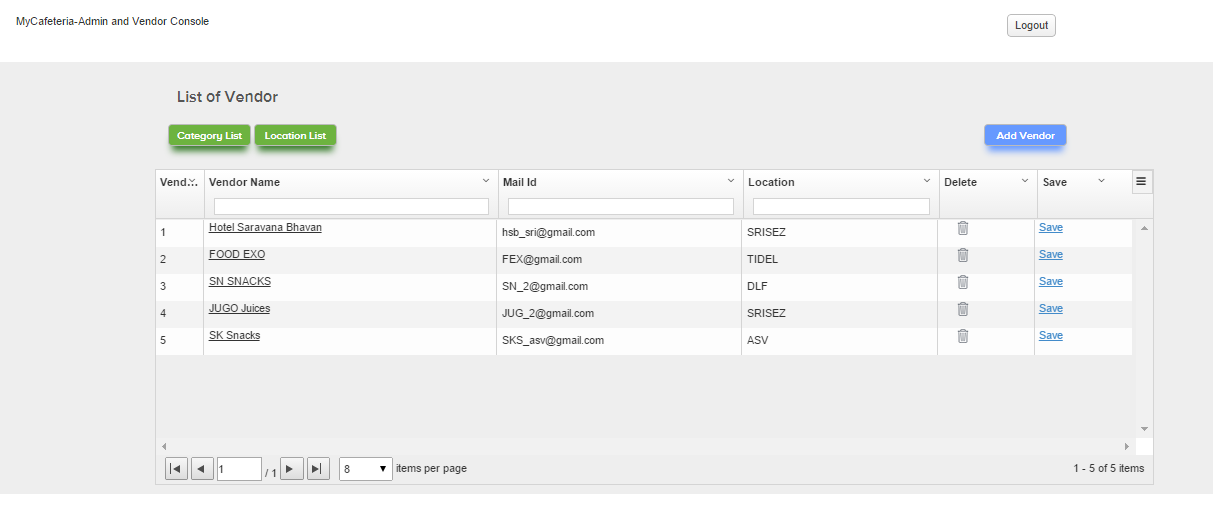 MyCafeteria-Admin and Vendor Console
Logout
List of Vendor
Category List Location List Add Vendor
Vend... Vendor Name Mail Id Location Delete Save
1 Hotel Saravana Bhavan hsb_sri@gmail.com SRISEZ Save
2 FOOD EXO FEX@gmail.com TIDEL Save
3 SN SNACKS SN_2@gmail.com DLF Save
4 JUGO Juices JUG_2@gmail.com SRISEZ Save
5 SK Snacks SKS_asv@gmail.com ASV Save
1 / 1 8 items per page 1 - 5 of 5 items